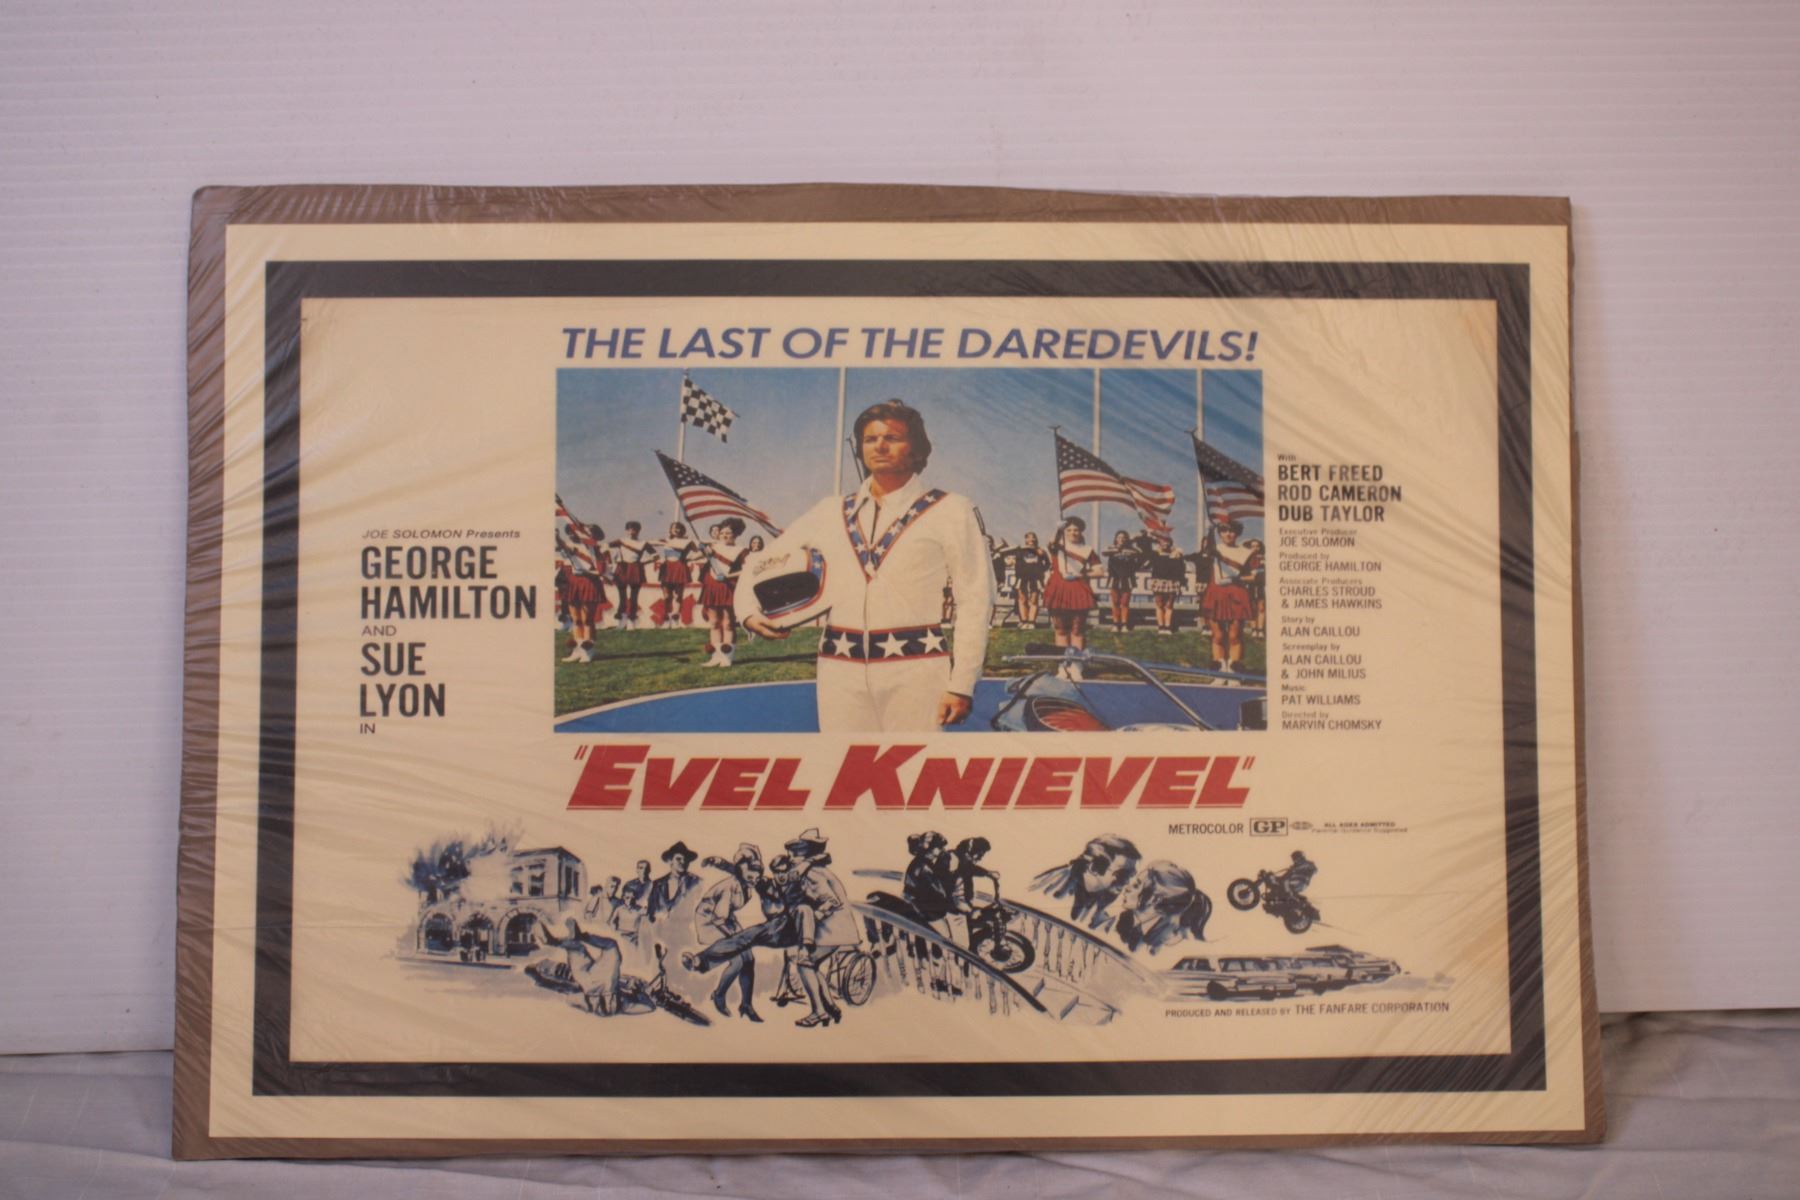 THE LAST OF THE DAREDEVILS!
JOE SOLOMON Presents
GEORGE
HAMILTON
AND
SUE
LYON
IN
With
BERT FREED
ROD CAMERON
DUB TAYLOR
Executive Producer
JOE SOLOMON
Produced by
GEORGE HAMILTON
Associate Producers
CHARLES STROUD
& JAMES HAWKINS
Story by
ALAN CAILLOU
Screenplay by
ALAN CAILLOU
& JOHN MILIUS
Music
PAT WILLIAMS
Directed by
MARVIN CHOMSKY
"EVEL KNIEVEL"
METROCOLOR GP ALL AGES ADMITTED
Parental Guidance Suggested
PRODUCED AND RELEASED BY THE FANFARE CORPORATION